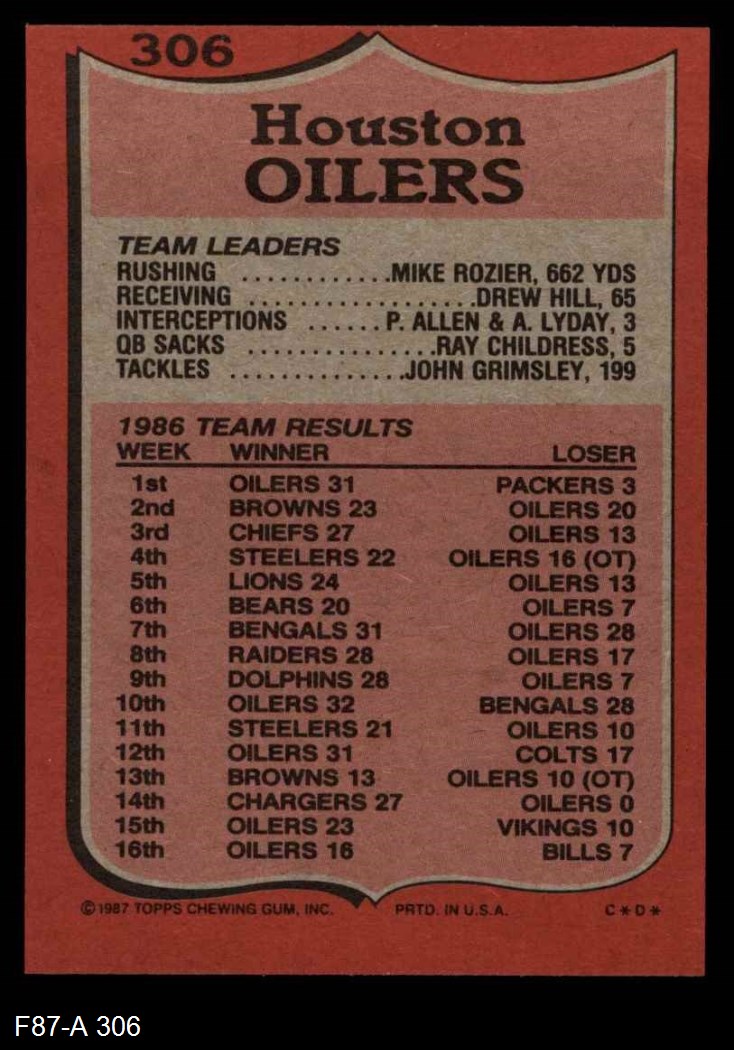 306
Houston
OILERS
TEAM LEADERS
RUSHING ............MIKE ROZIER, 662 YDS
RECEIVING ...................DREW HILL, 65
INTERCEPTIONS ......P. ALLEN & A. LYDAY, 3
QB SACKS ................RAY CHILDRESS, 5
TACKLES ..............JOHN GRIMSLEY, 199
1986 TEAM RESULTS
WEEK WINNER LOSER
1st OILERS 31 PACKERS 3
2nd BROWNS 23 OILERS 20
3rd CHIEFS 27 OILERS 13
4th STEELERS 22 OILERS 16 (OT)
5th LIONS 24 OILERS 13
6th BEARS 20 OILERS 7
7th BENGALS 31 OILERS 28
8th RAIDERS 28 OILERS 17
9th DOLPHINS 28 OILERS 7
10th OILERS 32 BENGALS 28
11th STEELERS 21 OILERS 10
12th OILERS 31 COLTS 17
13th BROWNS 13 OILERS 10 (OT)
14th CHARGERS 27 OILERS 0
15th OILERS 23 VIKINGS 10
16th OILERS 16 BILLS 7
©1987 TOPPS CHEWING GUM, INC. PRTD. IN U.S.A. C*D*
F87-A 306